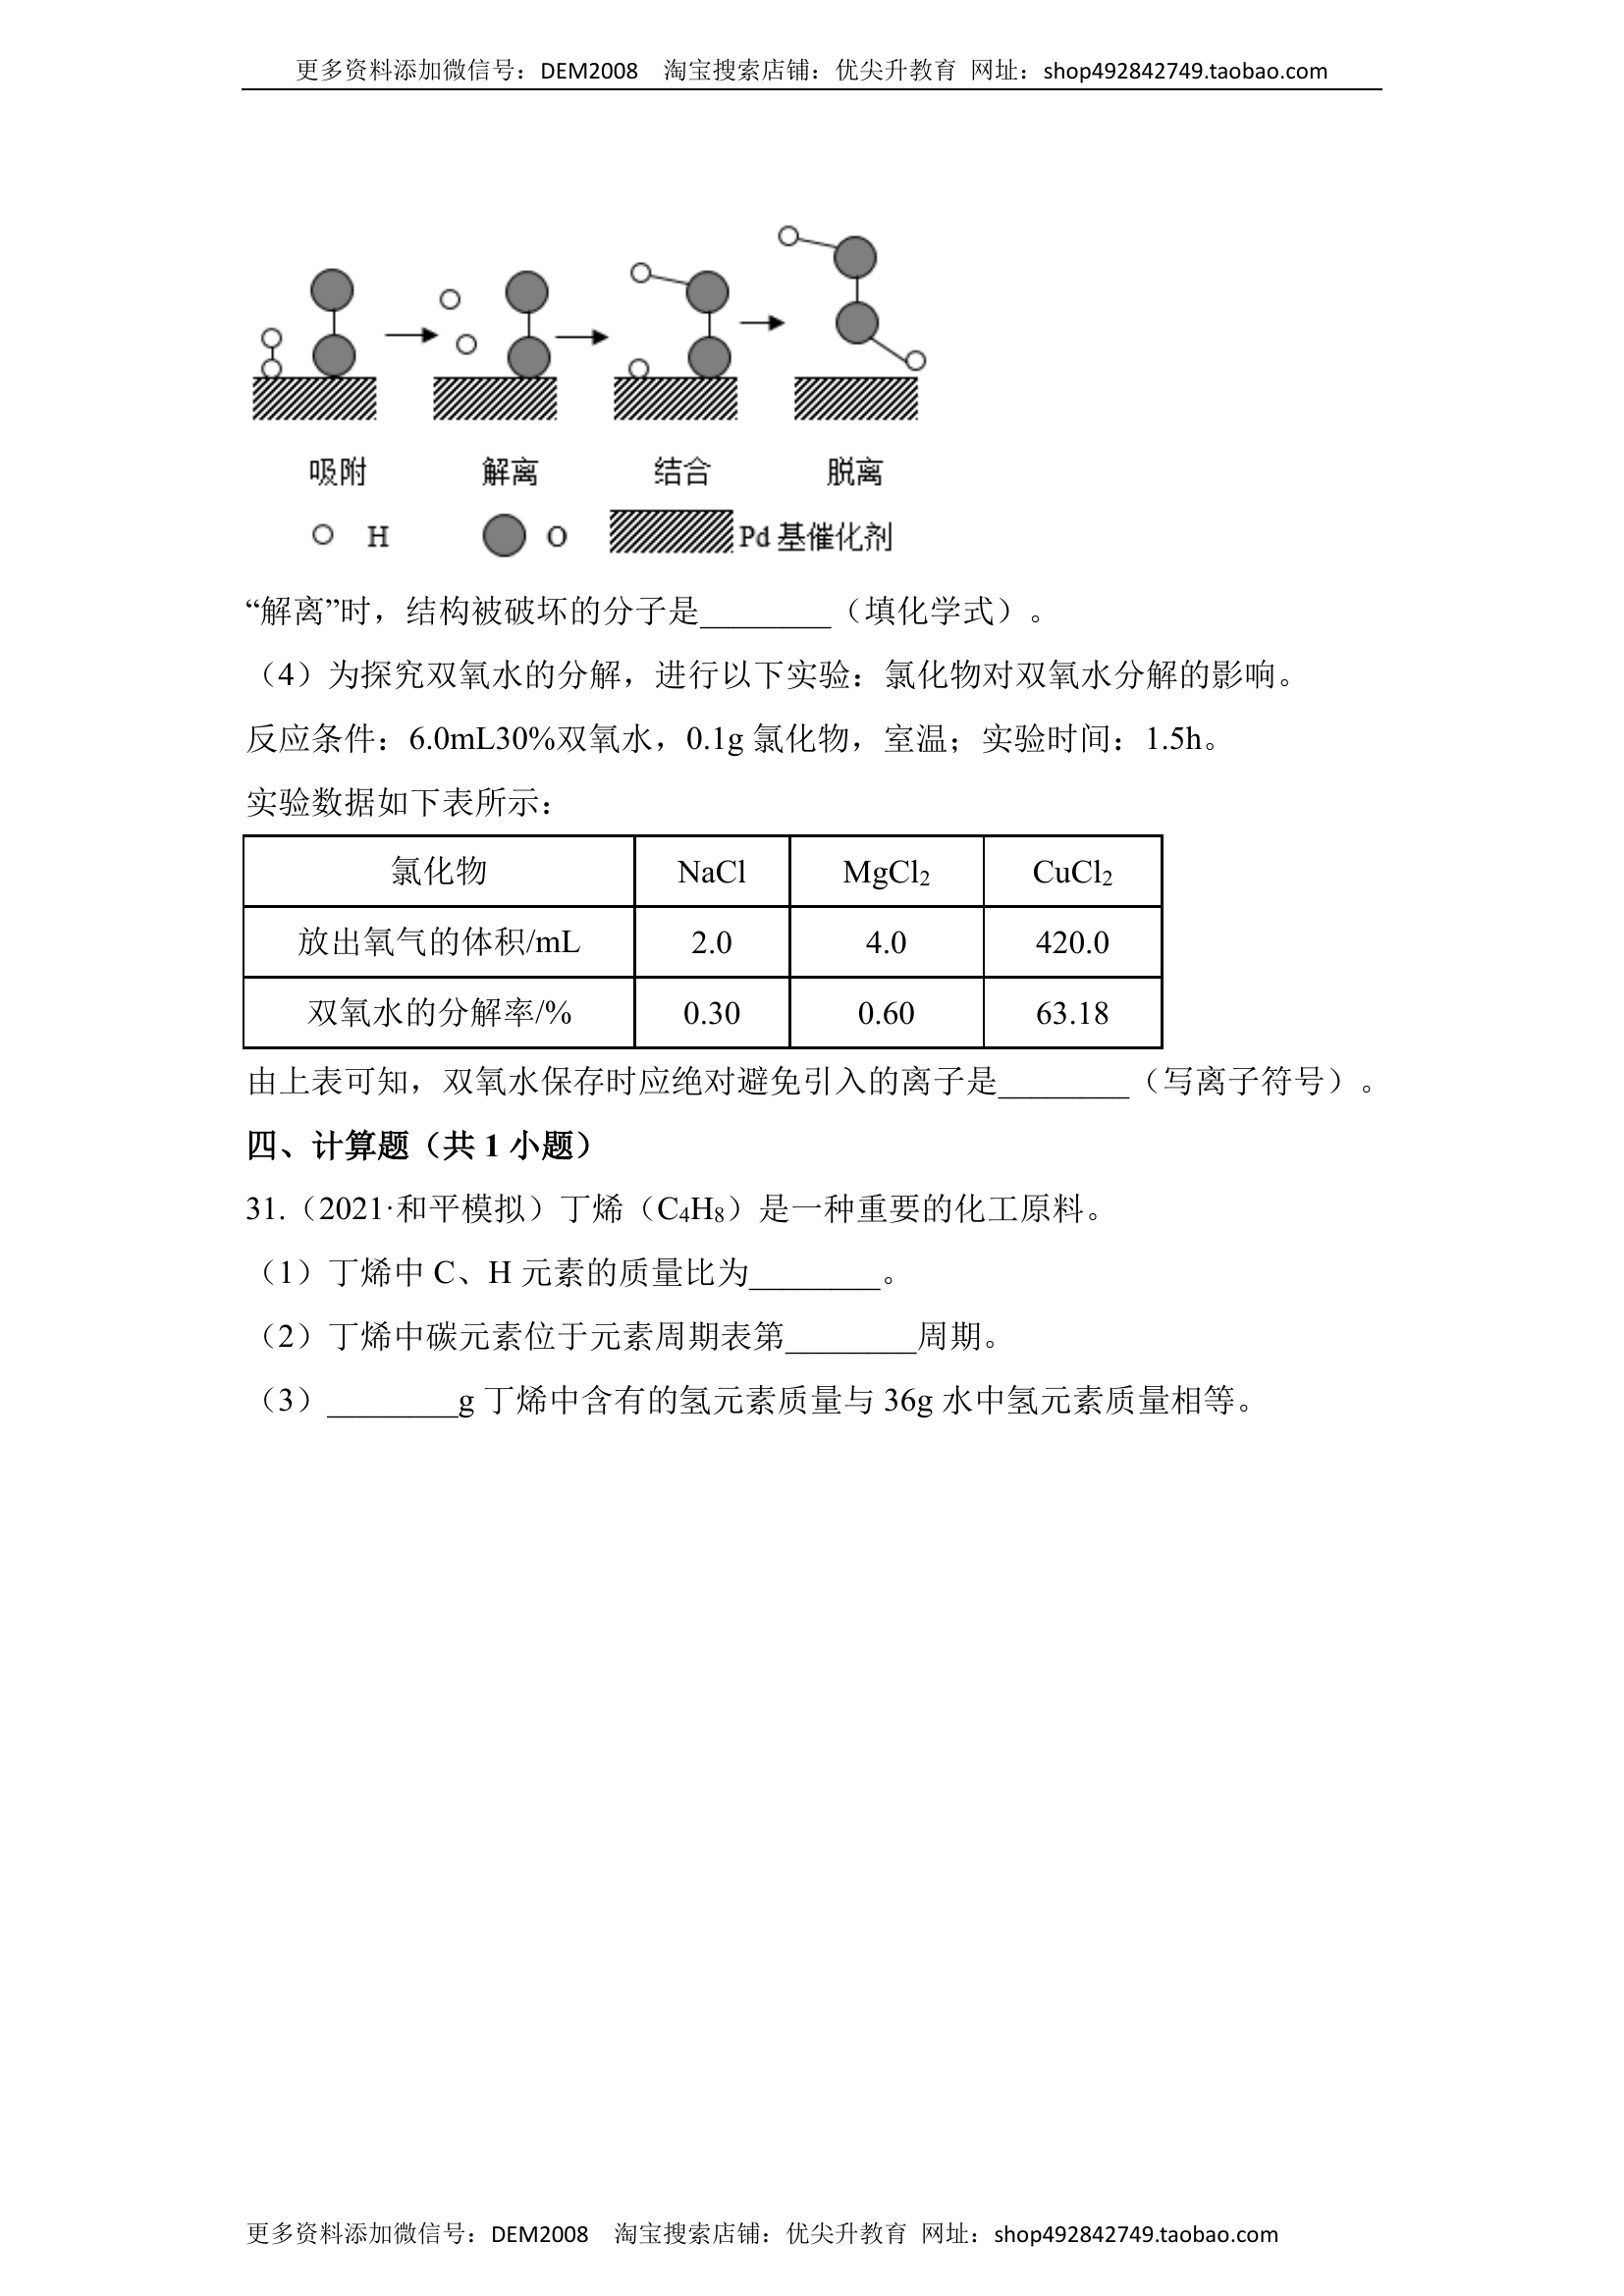 更多资料添加微信号：DEM2008 淘宝搜索店铺：优尖升教育 网址：shop492842749.taobao.com
吸附 解离 结合 脱离
H O Pd 基催化剂
“解离”时，结构被破坏的分子是________（填化学式）。
（4）为探究双氧水的分解，进行以下实验：氯化物对双氧水分解的影响。
反应条件：6.0mL30%双氧水，0.1g 氯化物，室温；实验时间：1.5h。
实验数据如下表所示：
氯化物 NaCl MgCl₂ CuCl₂
放出氧气的体积/mL 2.0 4.0 420.0
双氧水的分解率/% 0.30 0.60 63.18
由上表可知，双氧水保存时应绝对避免引入的离子是________（写离子符号）。
四、计算题（共 1 小题）
31.（2021·和平模拟）丁烯（C₄H₈）是一种重要的化工原料。
（1）丁烯中 C、H 元素的质量比为________。
（2）丁烯中碳元素位于元素周期表第________周期。
（3）________g 丁烯中含有的氢元素质量与 36g 水中氢元素质量相等。
更多资料添加微信号：DEM2008 淘宝搜索店铺：优尖升教育 网址：shop492842749.taobao.com